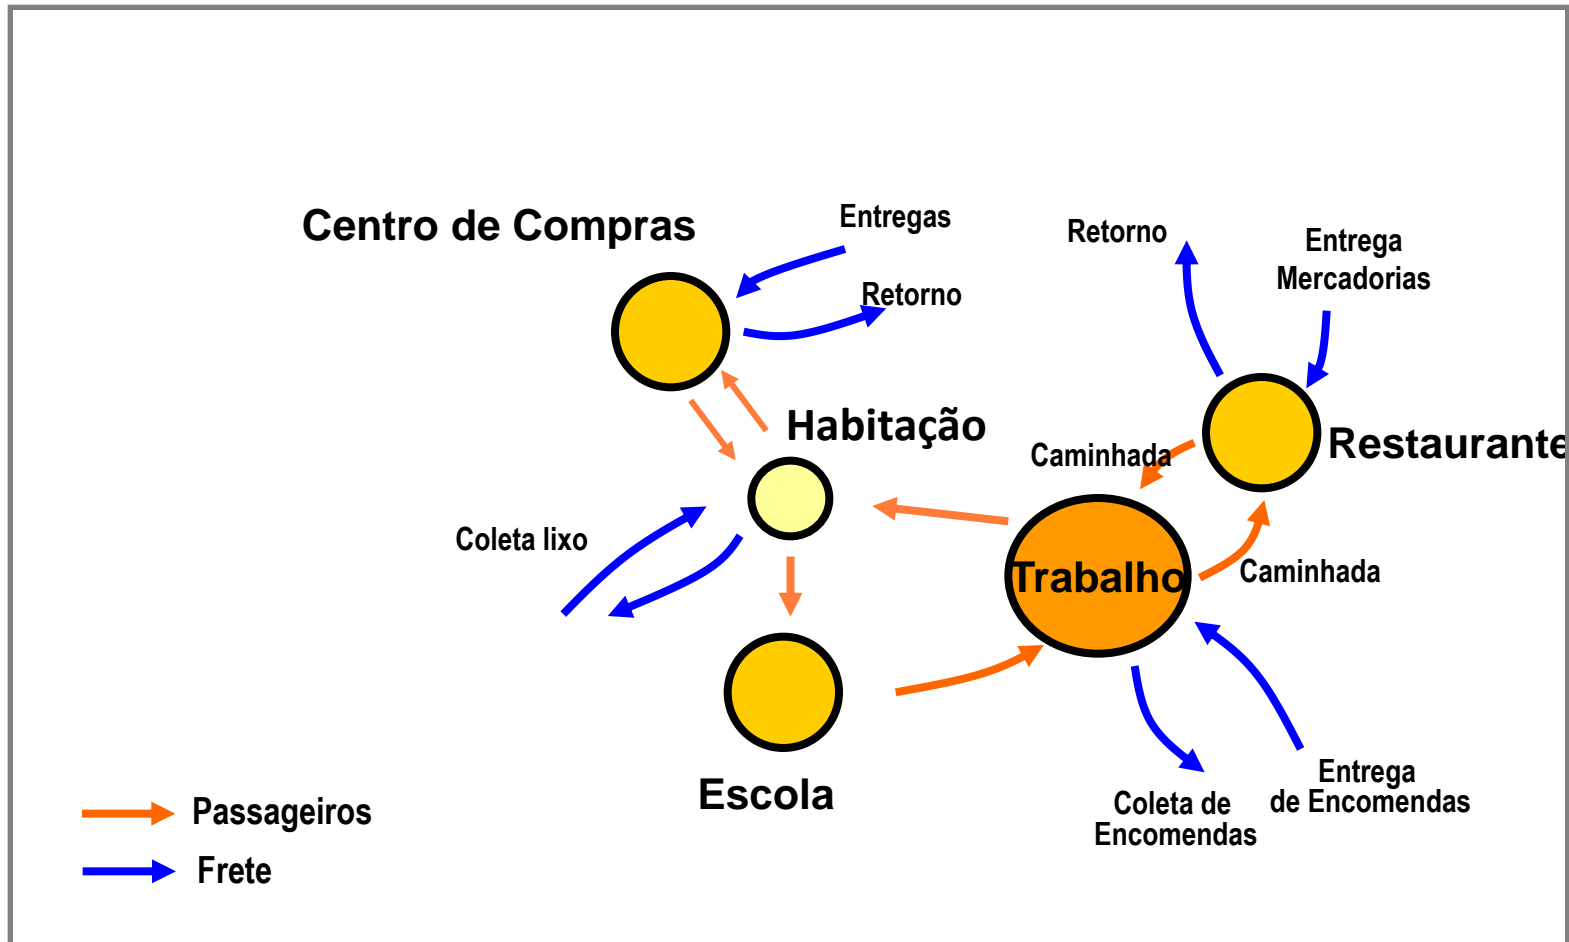 Centro de Compras
Entregas
Retorno
Retorno
Entrega
Mercadorias
Habitação
Caminhada
Restaurante
Coleta lixo
Trabalho
Caminhada
Escola
Entrega
de Encomendas
Coleta de
Encomendas
Passageiros
Frete